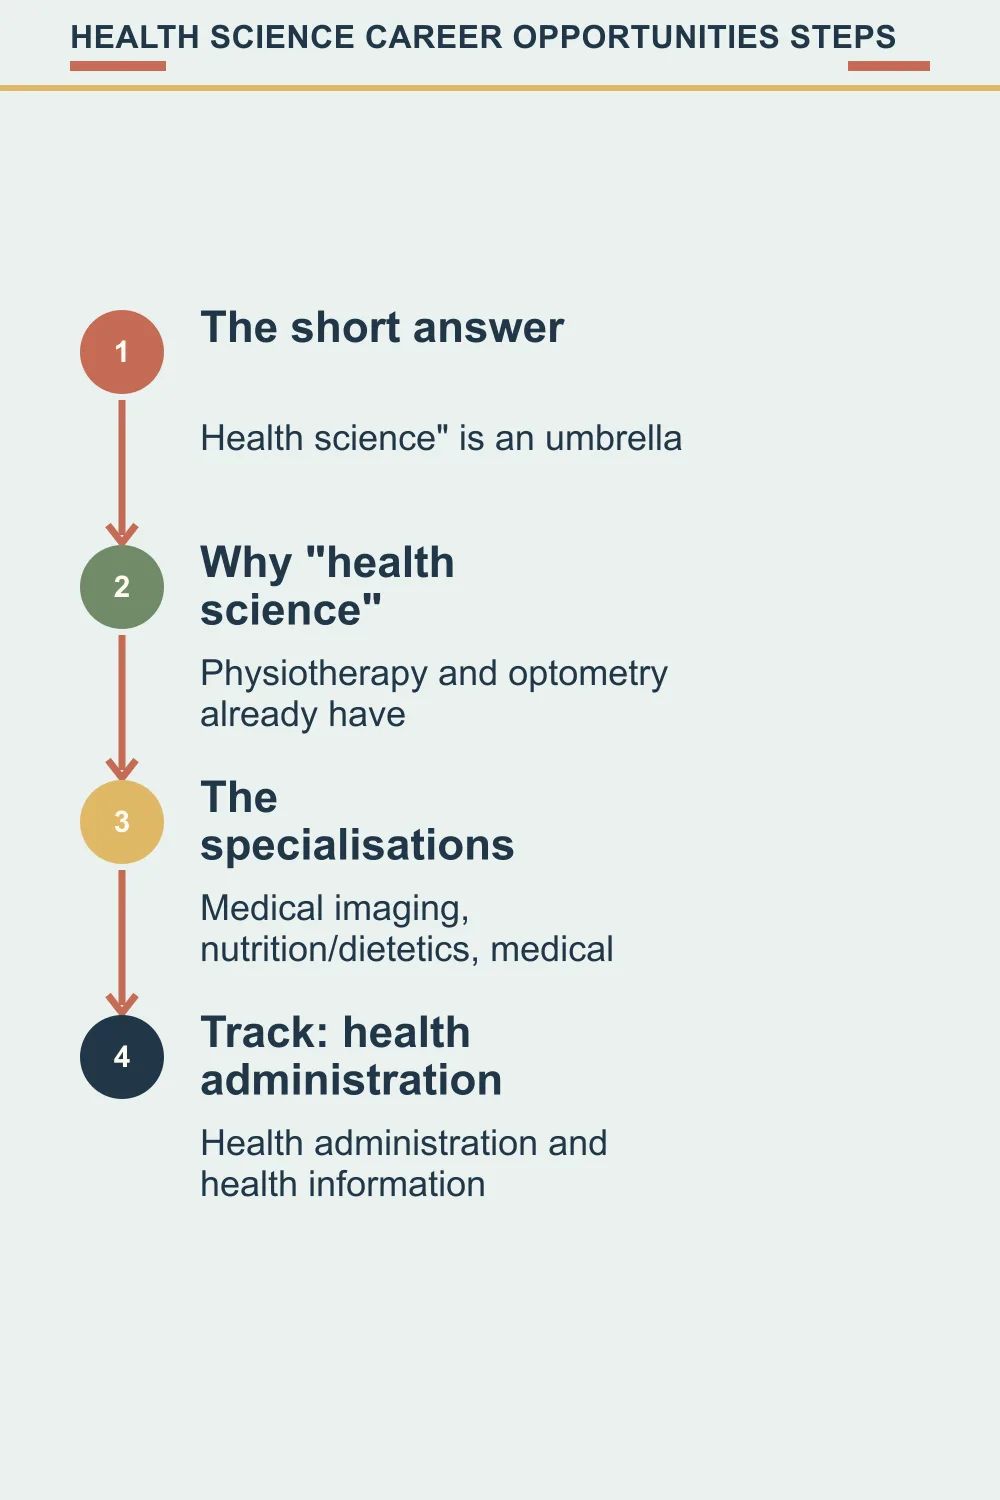 HEALTH SCIENCE CAREER OPPORTUNITIES STEPS
1
The short answer
Health science" is an umbrella
2
Why "health
science"
Physiotherapy and optometry
already have
3
The
specialisations
Medical imaging,
nutrition/dietetics, medical
4
Track: health
administration
Health administration and
health information